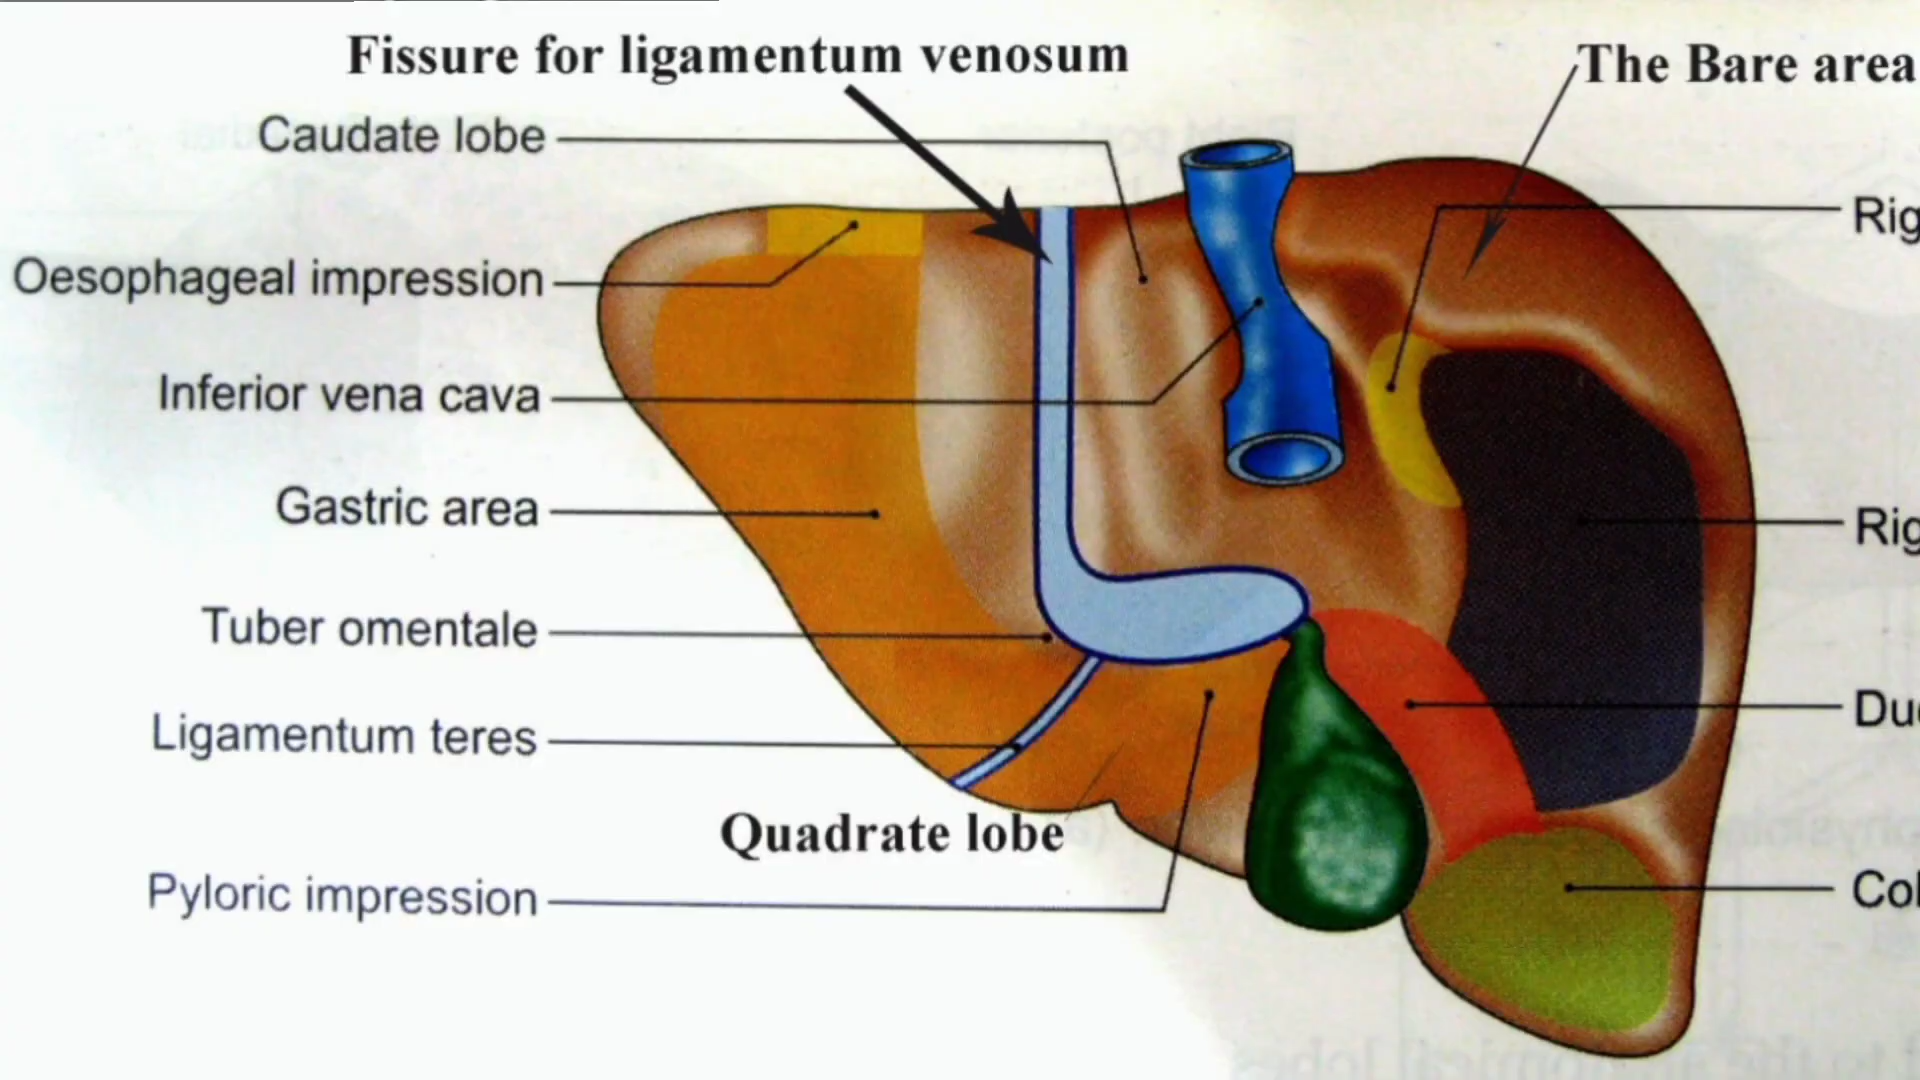 Fissure for ligamentum venosum
The Bare area
Caudate lobe
Rig
Oesophageal impression
Inferior vena cava
Gastric area
Rig
Tuber omentale
Du
Ligamentum teres
Quadrate lobe
Pyloric impression
Col